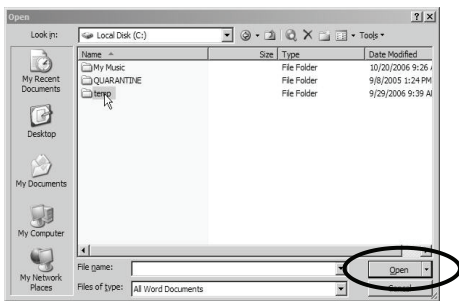 Open
Look in: Local Disk (C:) Tools
Name Size Type Date Modified
My Music File Folder 10/20/2006 9:26 A
QUARANTINE File Folder 9/8/2005 1:24 PM
temp File Folder 9/29/2006 9:39 AM
My Recent
Documents
Desktop
My Documents
My Computer
My Network
Places
File name: Open
Files of type: All Word Documents Cancel